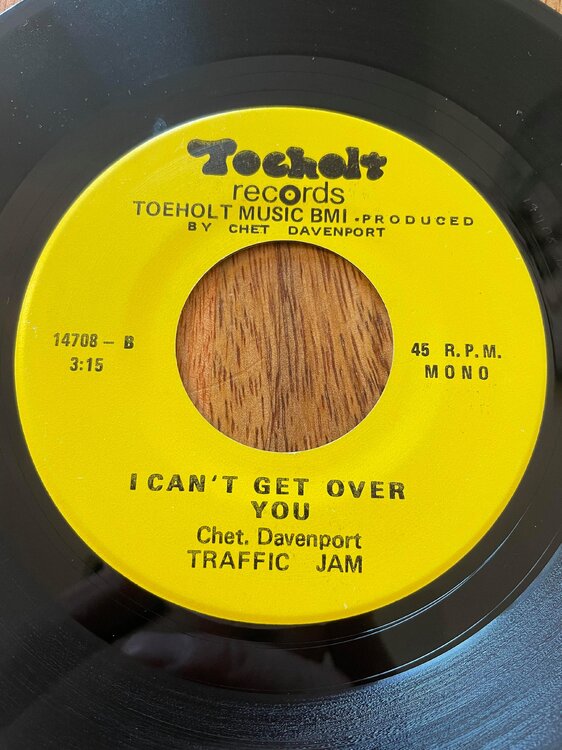 Toeholt
records
TOEHOLT MUSIC BMI . PRODUCED
BY CHET DAVENPORT
14708 - B
3:15
45 R.P.M.
MONO
I CAN'T GET OVER
YOU
Chet. Davenport
TRAFFIC JAM